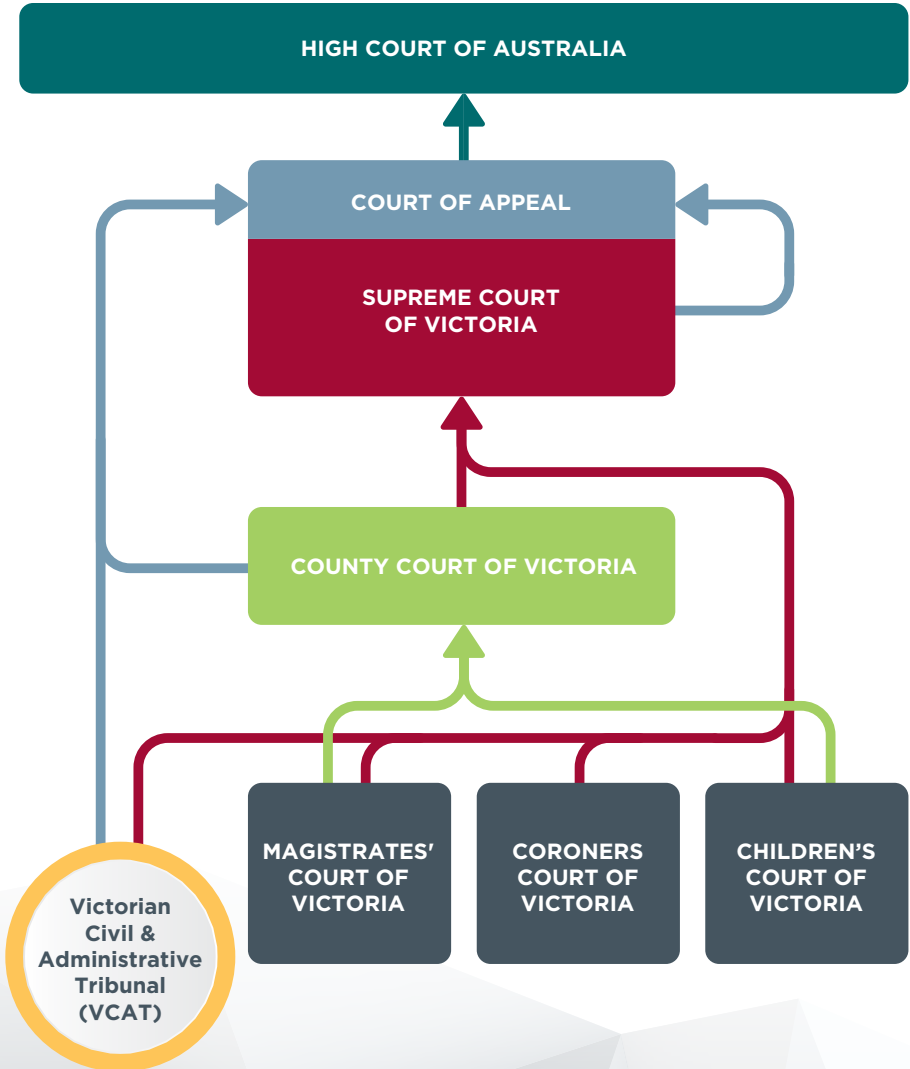 HIGH COURT OF AUSTRALIA
COURT OF APPEAL
SUPREME COURT
OF VICTORIA
COUNTY COURT OF VICTORIA
MAGISTRATES'
COURT OF
VICTORIA
CORONERS
COURT OF
VICTORIA
CHILDREN’S
COURT OF
VICTORIA
Victorian
Civil &
Administrative
Tribunal
(VCAT)